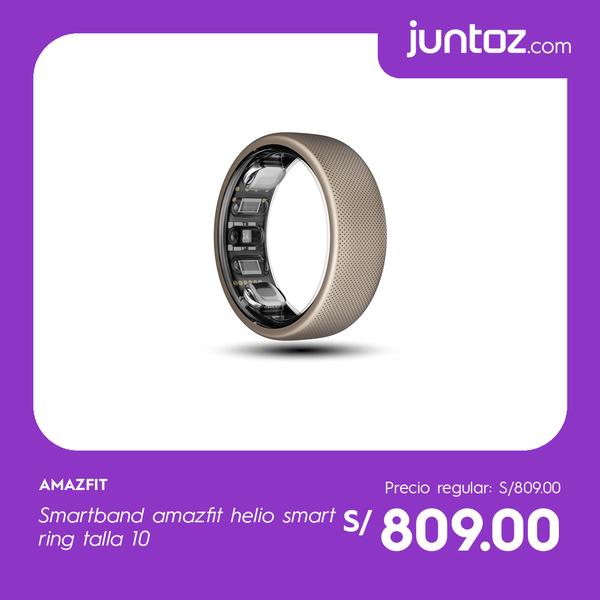 juntoz.com
AMAZFIT
Smartband amazfit helio smart
ring talla 10
Precio regular: S/809.00
S/ 809.00